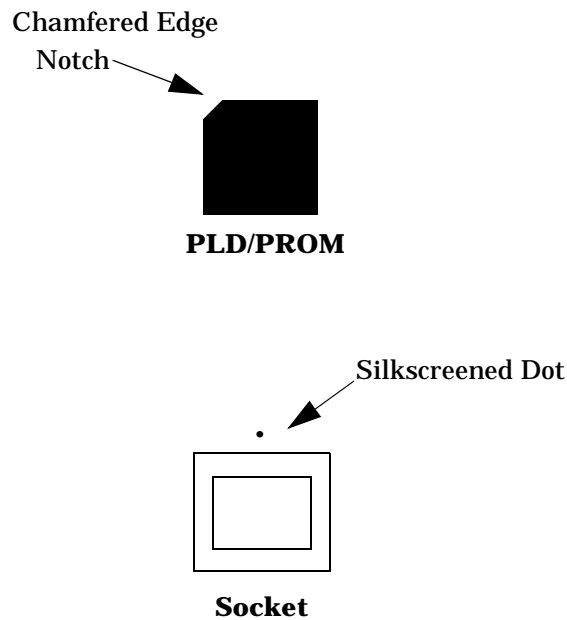 Chamfered Edge
Notch
PLD/PROM
Silkscreened Dot
Socket